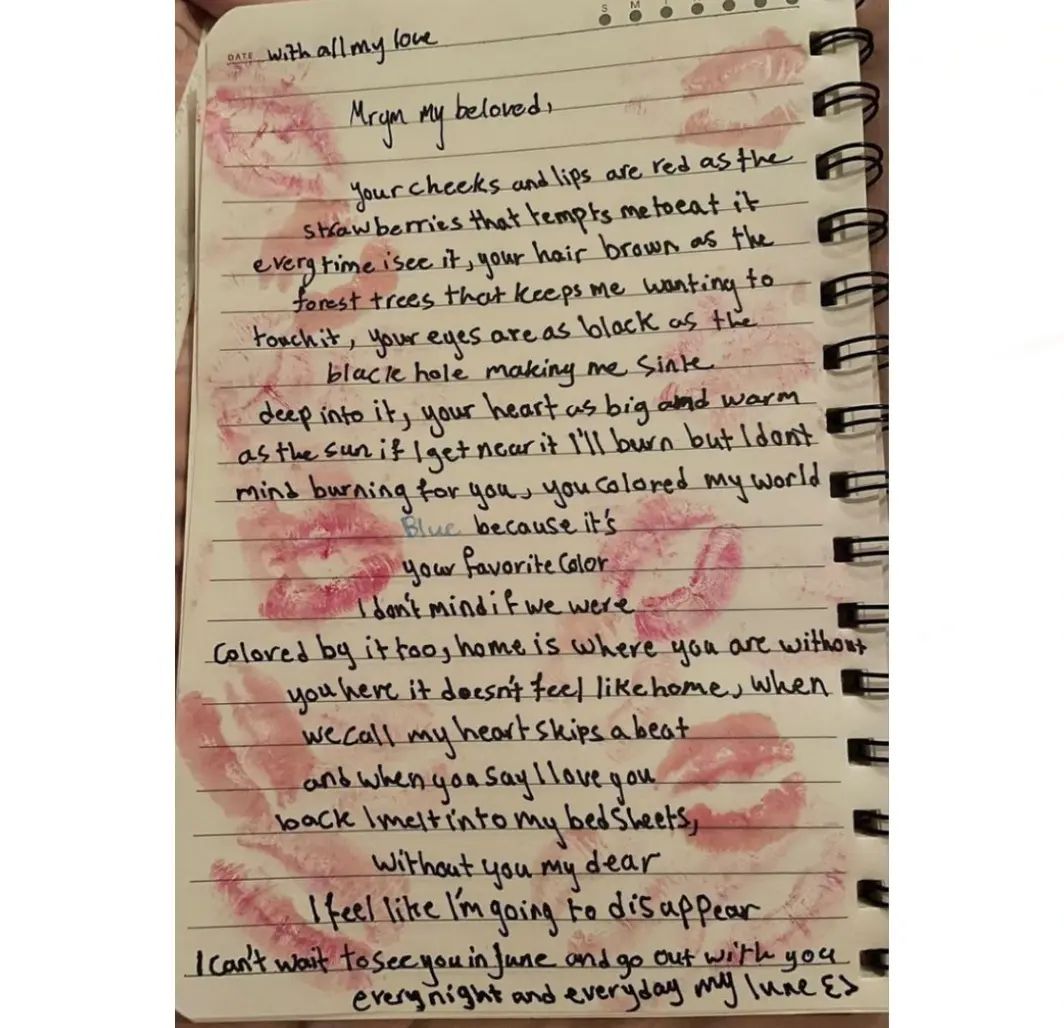 S M T
DATE with all my love
Mrym my beloved,
your cheeks and lips are red as the
strawberries that tempts me to eat it
every time i see it, your hair brown as the
forest trees that keeps me wanting to
touch it, your eyes are as black as the
black hole making me sink
deep into it, your heart as big and warm
as the sun if I get near it I'll burn but I dont
mind burning for you, you colored my world
Blue because it's
your favorite Color
I don't mind if we were
Colored by it too, home is where you are without
you here it doesn't feel like home, when
we call my heart skips a beat
and when you say I love you
back I melt into my bedsheets,
without you my dear
I feel like I'm going to disappear
I can't wait to see you in June and go out with you
every night and everyday my lune <3